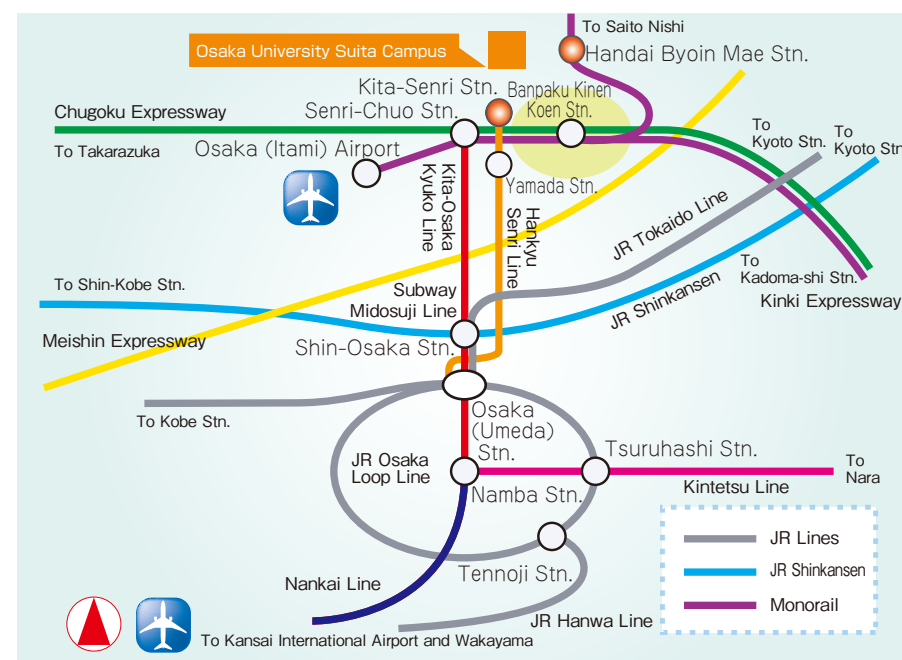 To Saito Nishi
Osaka University Suita Campus
Handai Byoin Mae Stn.
Kita-Senri Stn.
Banpaku Kinen
Koen Stn.
Chugoku Expressway
Senri-Chuo Stn.
To Takarazuka
Osaka (Itami) Airport
To
Kyoto Stn.
To
Kyoto Stn
Yamada Stn.
Kita-Osaka
Kyuko Line
Hankyu
Senri Line
JR Tokaido Line
To
Kadoma-shi Stn.
Kinki Expressway
To Shin-Kobe Stn.
Subway
Midosuji Line
JR Shinkansen
Meishin Expressway
Shin-Osaka Stn.
To Kobe Stn.
Osaka
(Umeda)
Stn.
JR Osaka
Loop Line
Tsuruhashi Stn.
To
Nara
Namba Stn.
Kintetsu Line
JR Lines
JR Shinkansen
Monorail
Tennoji Stn.
Nankai Line
JR Hanwa Line
To Kansai International Airport and Wakayama